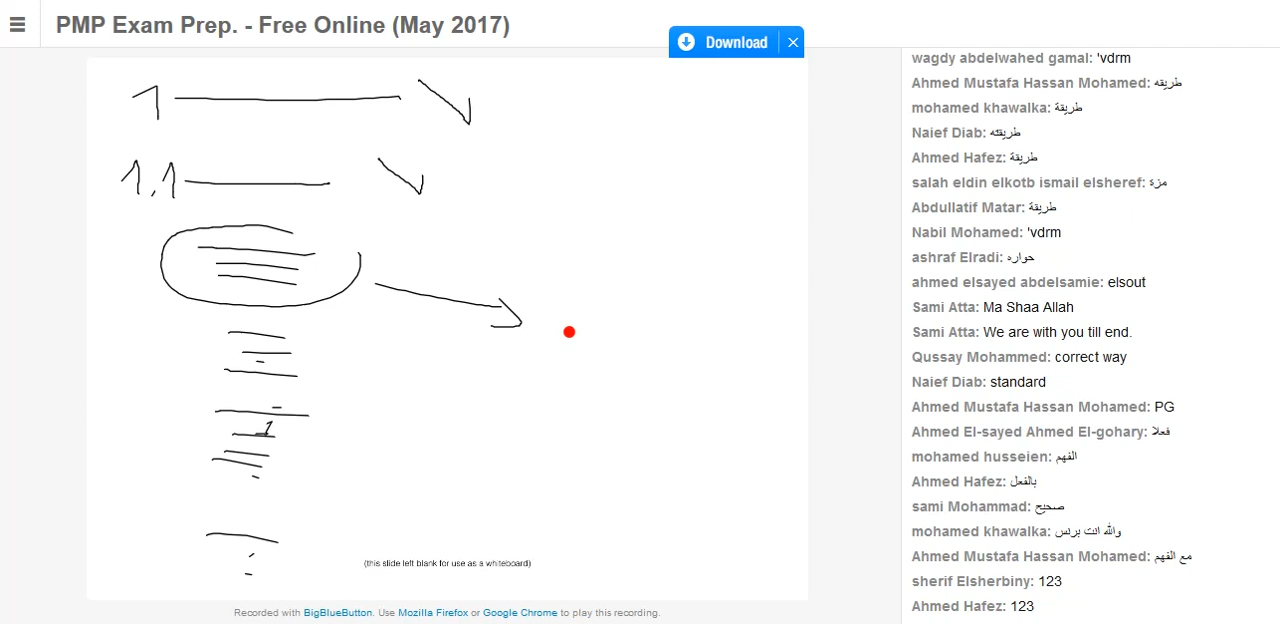 PMP Exam Prep. - Free Online (May 2017)
Download
1
1.1
1
(this slide left blank for use as a whiteboard)
Recorded with BigBlueButton. Use Mozilla Firefox or Google Chrome to play this recording.
wagdy abdelwahed gamal: 'vdrm
Ahmed Mustafa Hassan Mohamed: طريقه
mohamed khawalka: طريقة
Naief Diab: طريقته
Ahmed Hafez: طريقة
salah eldin elkotb ismail elsheref: مزة
Abdullatif Matar: طريقة
Nabil Mohamed: 'vdrm
ashraf Elradi: حواره
ahmed elsayed abdelsamie: elsout
Sami Atta: Ma Shaa Allah
Sami Atta: We are with you till end.
Qussay Mohammed: correct way
Naief Diab: standard
Ahmed Mustafa Hassan Mohamed: PG
Ahmed El-sayed Ahmed El-gohary: فعلا
mohamed husseien: الفهم
Ahmed Hafez: بالفعل
sami Mohammad: صحيح
mohamed khawalka: والله انت برنس
Ahmed Mustafa Hassan Mohamed: مع الفهم
sherif Elsherbiny: 123
Ahmed Hafez: 123